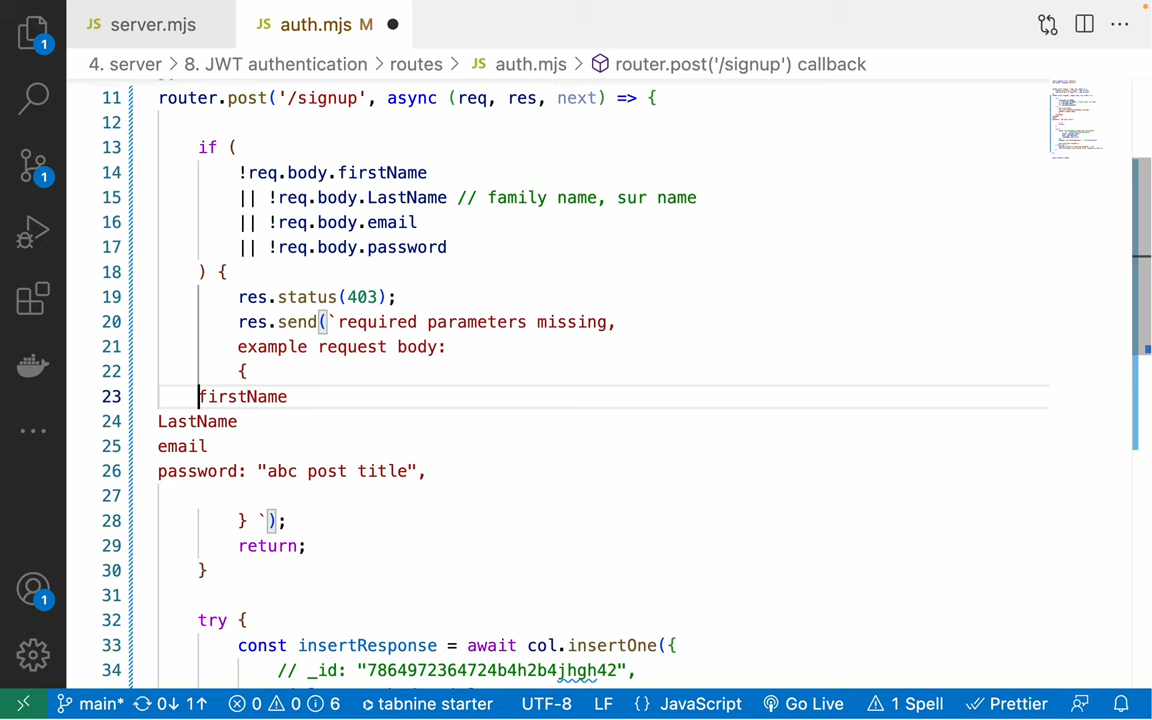 JS server.mjs JS auth.mjs M
4. server > 8. JWT authentication > routes > JS auth.mjs > router.post('/signup') callback
11 router.post('/signup', async (req, res, next) => {
12
13 if (
14 !req.body.firstName
15 || !req.body.LastName // family name, sur name
16 || !req.body.email
17 || !req.body.password
18 ) {
19 res.status(403);
20 res.send(`required parameters missing,
21 example request body:
22 {
23 firstName
24 LastName
25 email
26 password: "abc post title",
27
28 } `);
29 return;
30 }
31
32 try {
33 const insertResponse = await col.insertOne({
34 // _id: "7864972364724b4h2b4jhgh42",
1
1
1
main* 0↓ 1↑ 0 0 6 tabnine starter UTF-8 LF {} JavaScript Go Live 1 Spell Prettier